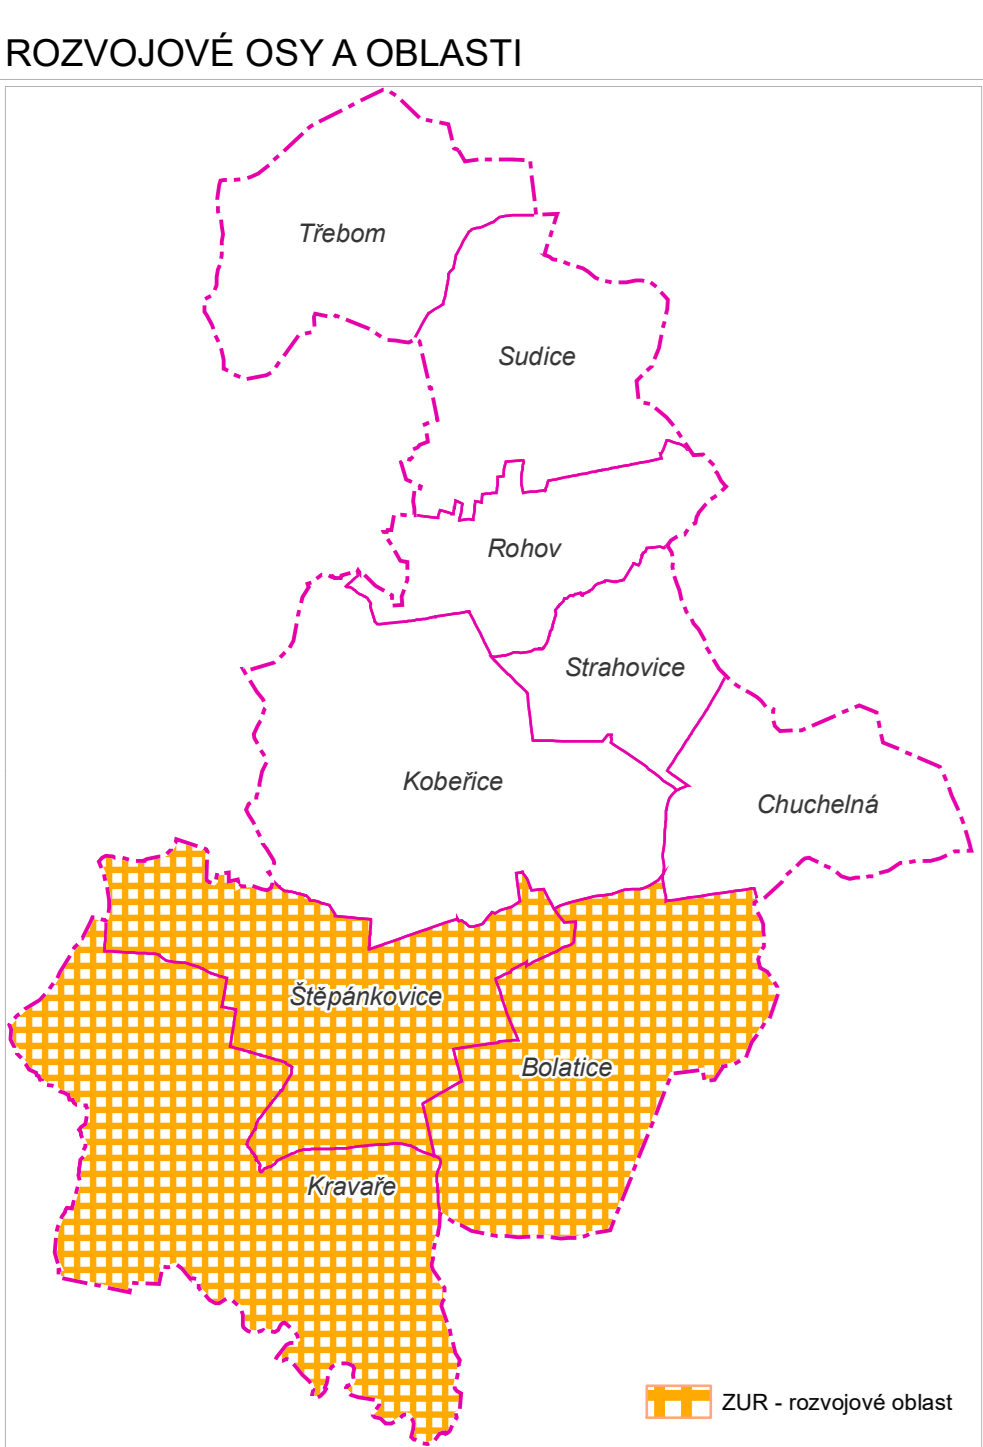 ROZVOJOVÉ OSY A OBLASTI
Třebom
Sudice
Rohov
Strahovice
Kobeřice
Chuchelná
Štěpánkovice
Bolatice
Kravaře
ZUR - rozvojové oblast